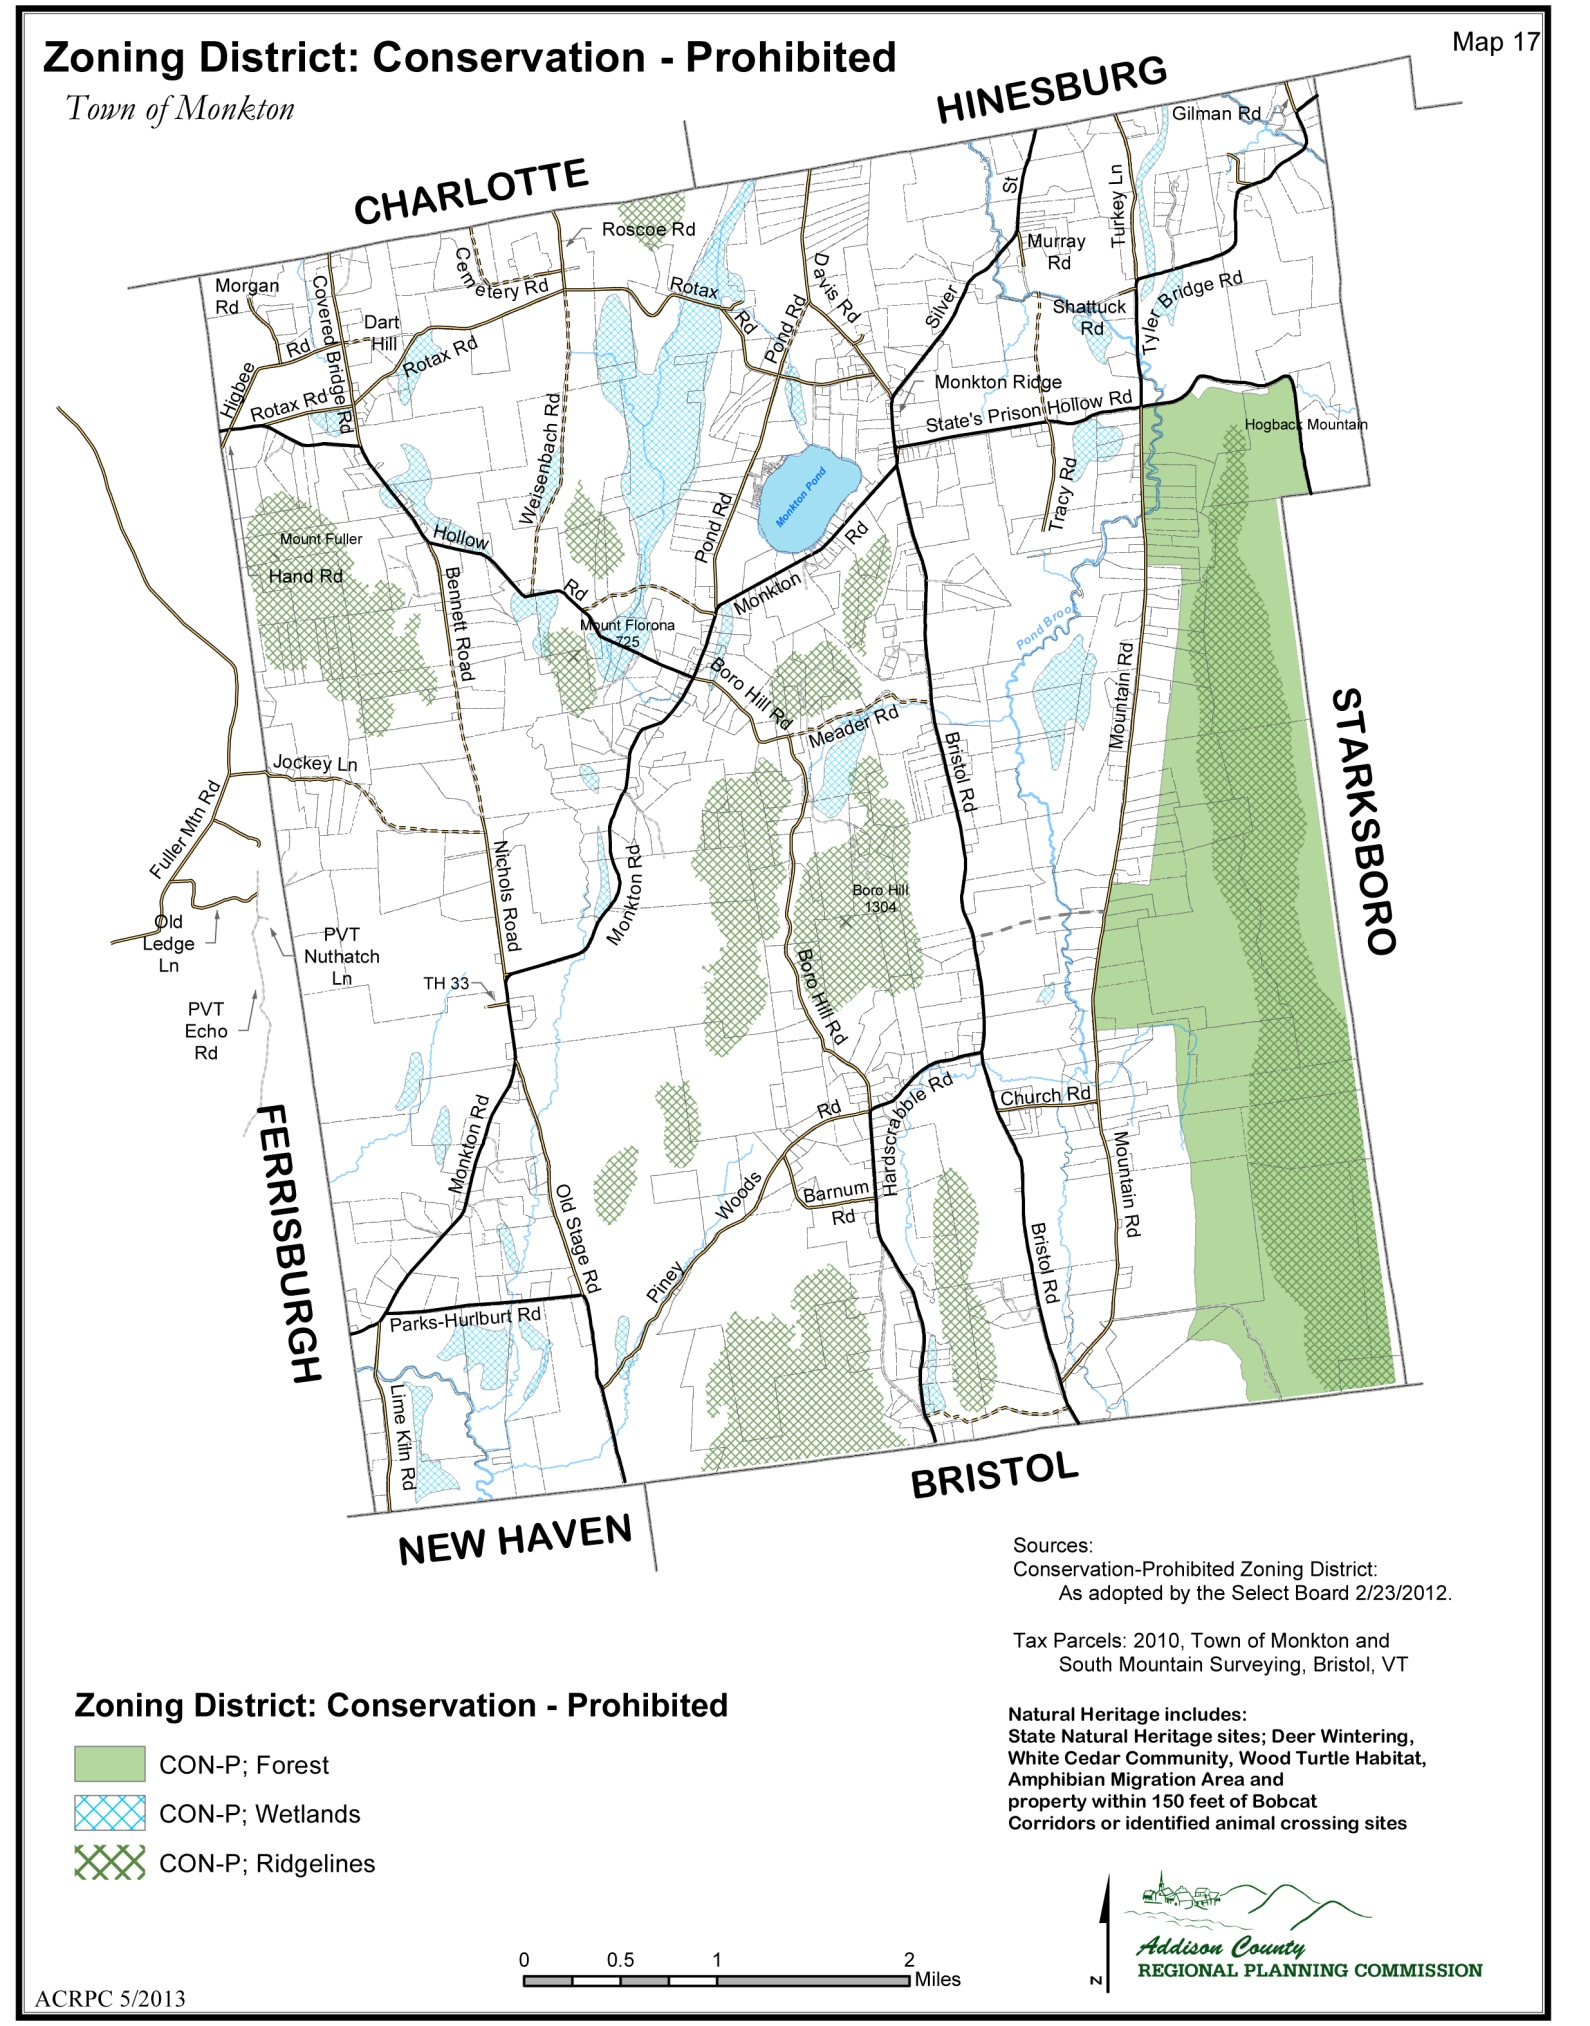 Zoning District: Conservation - Prohibited
Map 17
Town of Monkton
HINESBURG
CHARLOTTE
Gilman Rd
Roscoe Rd
St
Turkey Ln
Murray
Rd
Cemetery Rd
Morgan
Rd
Covered Bridge Rd
Dart
Hill
Rotax
Rd
Davis Rd
Pond Rd
Silver
Shattuck
Rd
Tyler Bridge Rd
Rd
Rotax Rd
Higbee
Rotax Rd
Monkton Ridge
State's Prison Hollow Rd
Hogback Mountain
Weisenbach Rd
Monkton Pond
Tracy Rd
Pond Rd
Mount Fuller
Hand Rd
Hollow
Rd
Rd
Monkton
Bennett Road
Mount Florona
725
Pond Brook
Boro Hill Rd
Meader Rd
Mountain Rd
STARKSBORO
Bristol Rd
Jockey Ln
Fuller Mtn Rd
Nichols Road
Monkton Rd
Boro Hill
1304
Old
Ledge
Ln
PVT
Nuthatch
Ln
Boro Hill Rd
TH 33
PVT
Echo
Rd
Monkton Rd
Rd
Hardscrabble Rd
Church Rd
FERRISBURGH
Mountain Rd
Woods
Barnum
Rd
Old Stage Rd
Piney
Bristol Rd
Parks-Hurlburt Rd
Lime Kiln Rd
BRISTOL
NEW HAVEN
Sources:
Conservation-Prohibited Zoning District:
As adopted by the Select Board 2/23/2012.
Tax Parcels: 2010, Town of Monkton and
South Mountain Surveying, Bristol, VT
Zoning District: Conservation - Prohibited
CON-P; Forest
CON-P; Wetlands
CON-P; Ridgelines
Natural Heritage includes:
State Natural Heritage sites; Deer Wintering,
White Cedar Community, Wood Turtle Habitat,
Amphibian Migration Area and
property within 150 feet of Bobcat
Corridors or identified animal crossing sites
N
Addison County
REGIONAL PLANNING COMMISSION
0 0.5 1 2
Miles
ACRPC 5/2013